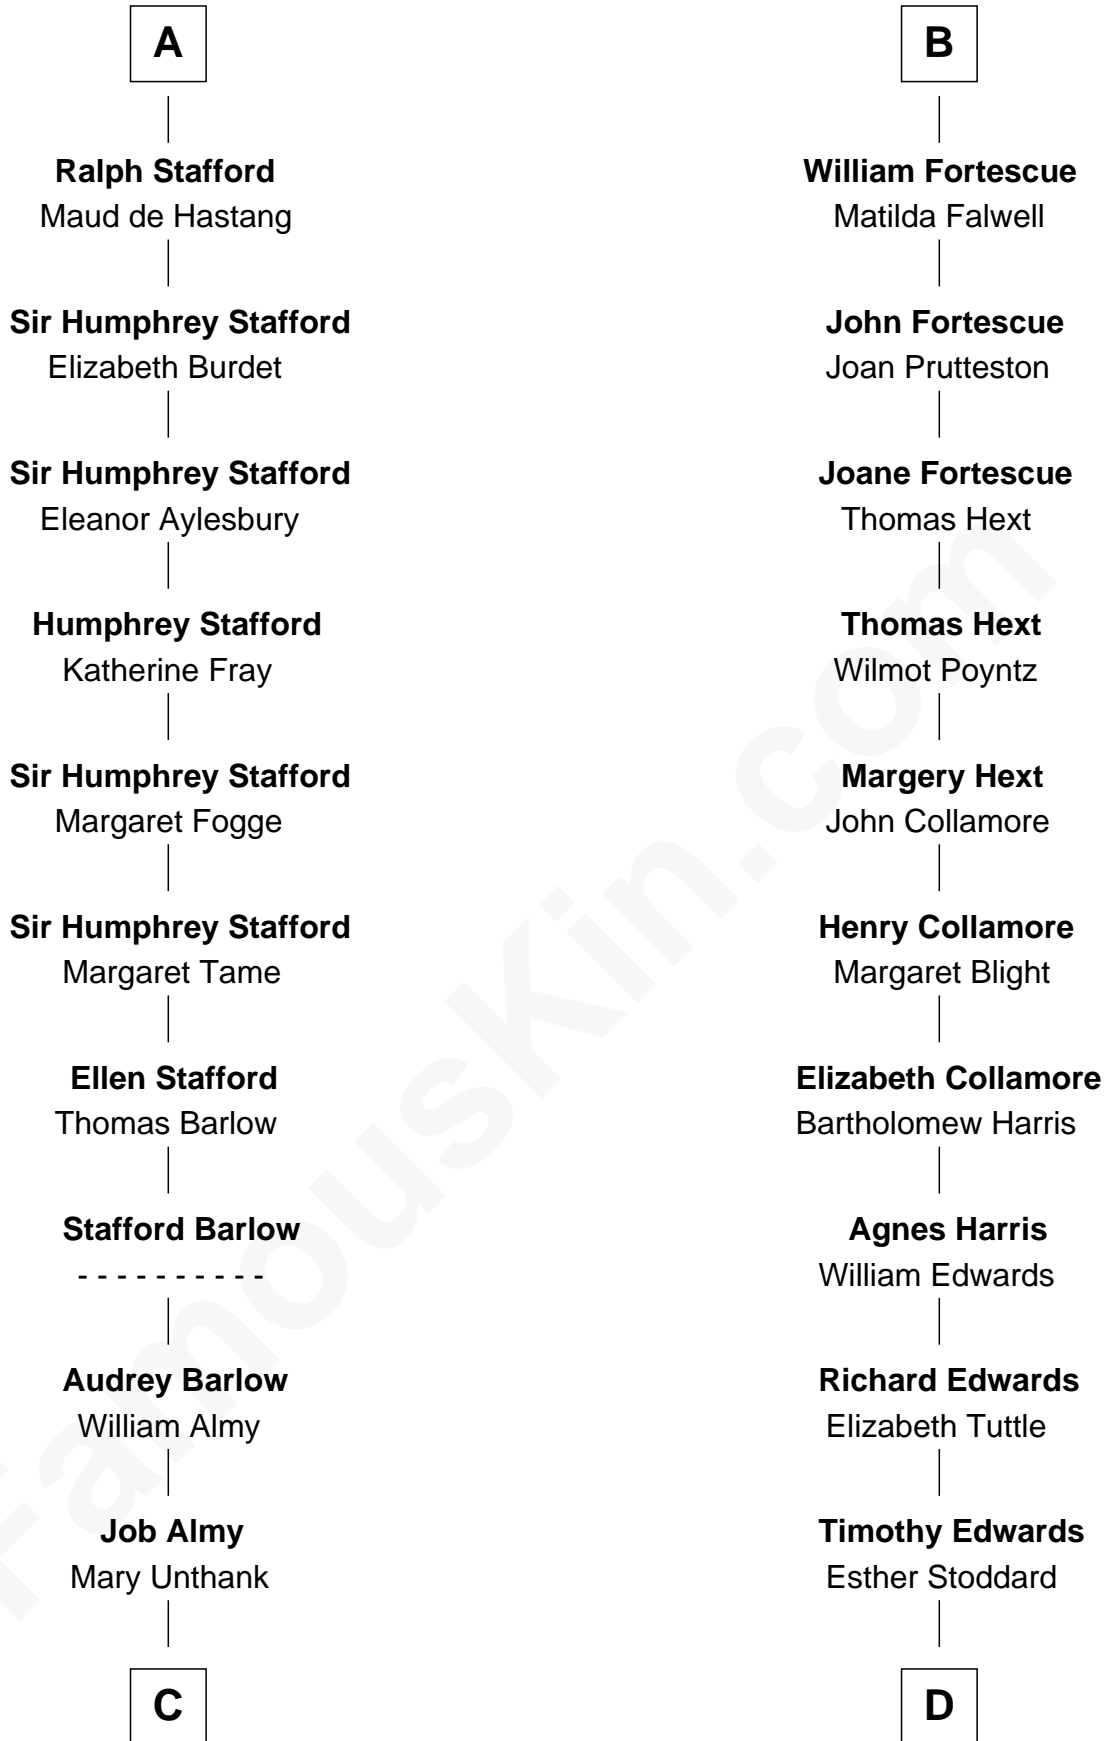 A
Ralph Stafford
Maud de Hastang
Sir Humphrey Stafford
Elizabeth Burdet
Sir Humphrey Stafford
Eleanor Aylesbury
Humphrey Stafford
Katherine Fray
Sir Humphrey Stafford
Margaret Fogge
Sir Humphrey Stafford
Margaret Tame
Ellen Stafford
Thomas Barlow
Stafford Barlow
- - - - - - - - - -
Audrey Barlow
William Almy
Job Almy
Mary Unthank
C
B
William Fortescue
Matilda Falwell
John Fortescue
Joan Prutteston
Joane Fortescue
Thomas Hext
Thomas Hext
Wilmot Poyntz
Margery Hext
John Collamore
Henry Collamore
Margaret Blight
Elizabeth Collamore
Bartholomew Harris
Agnes Harris
William Edwards
Richard Edwards
Elizabeth Tuttle
Timothy Edwards
Esther Stoddard
D
FamousKin.com